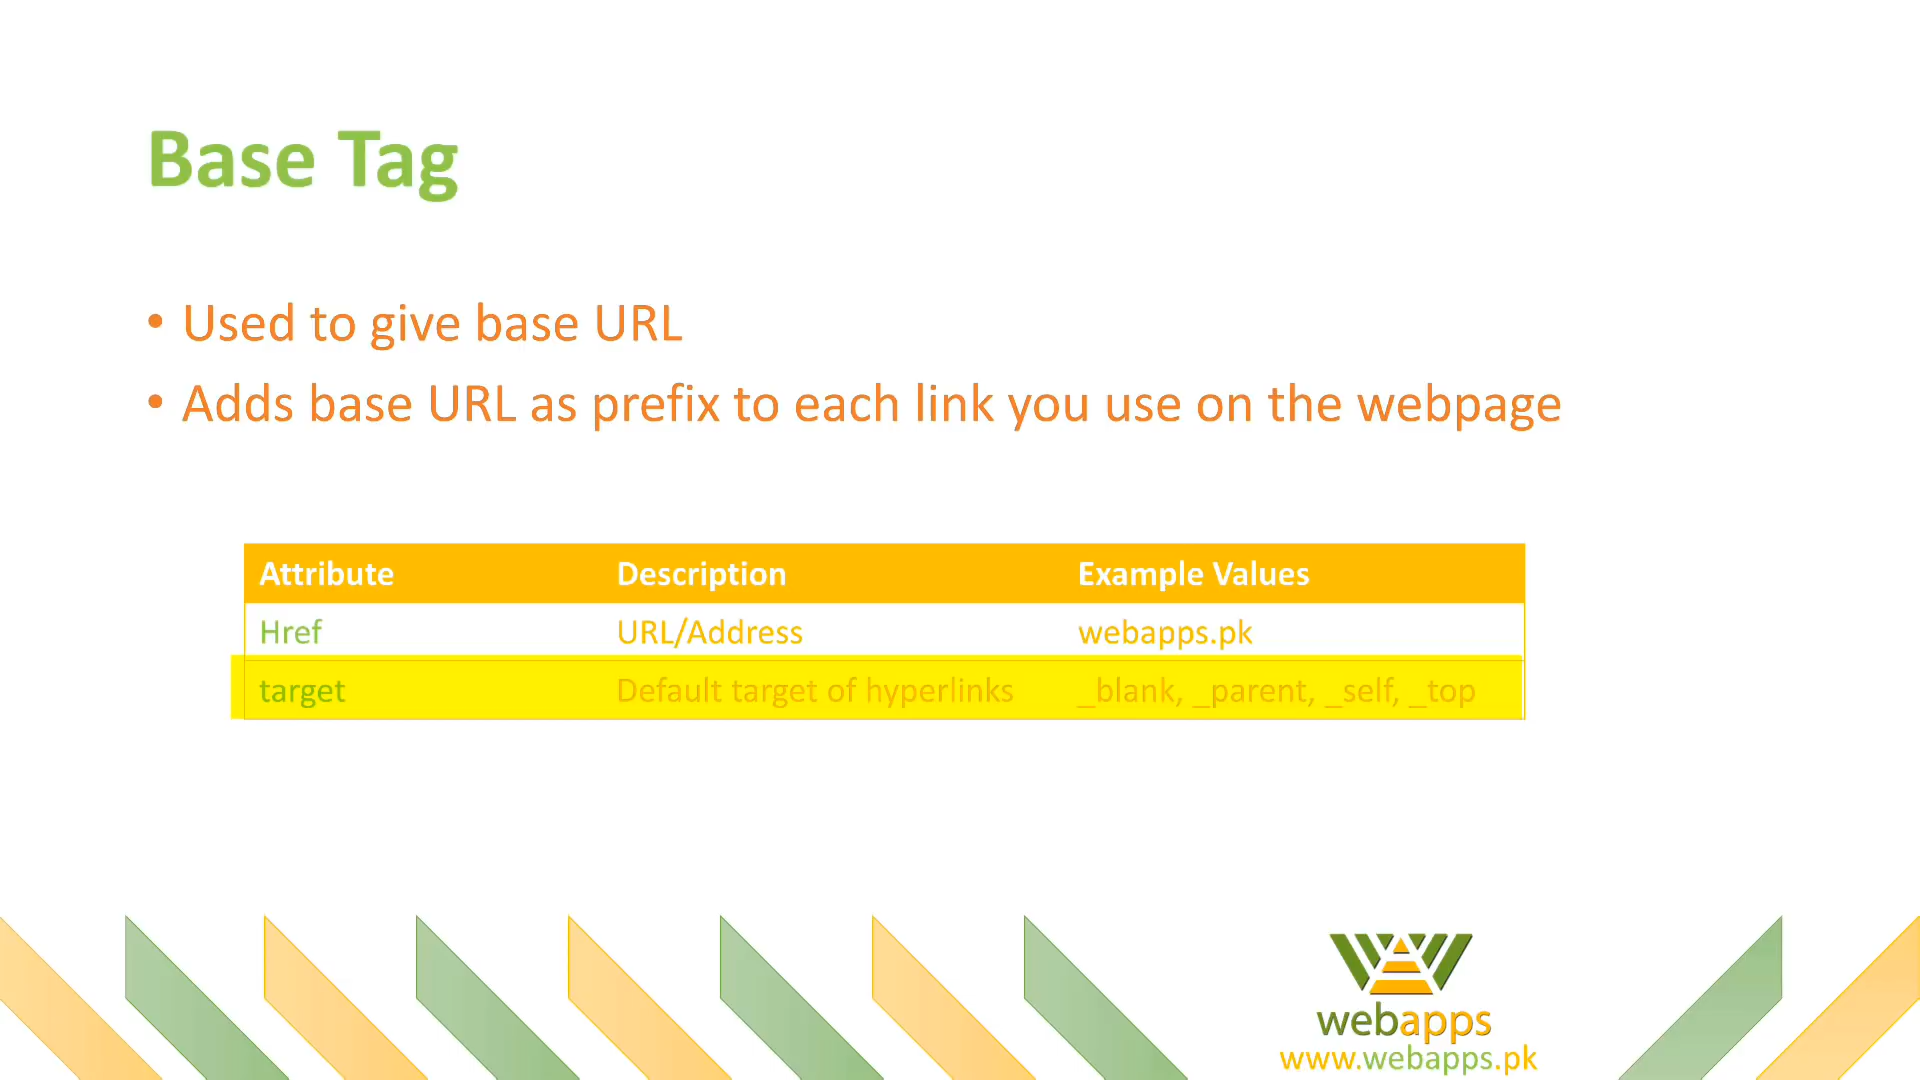 Base Tag
• Used to give base URL
• Adds base URL as prefix to each link you use on the webpage
Attribute Description Example Values
Href URL/Address webapps.pk
target Default target of hyperlinks _blank, _parent, _self, _top
webapps
www.webapps.pk